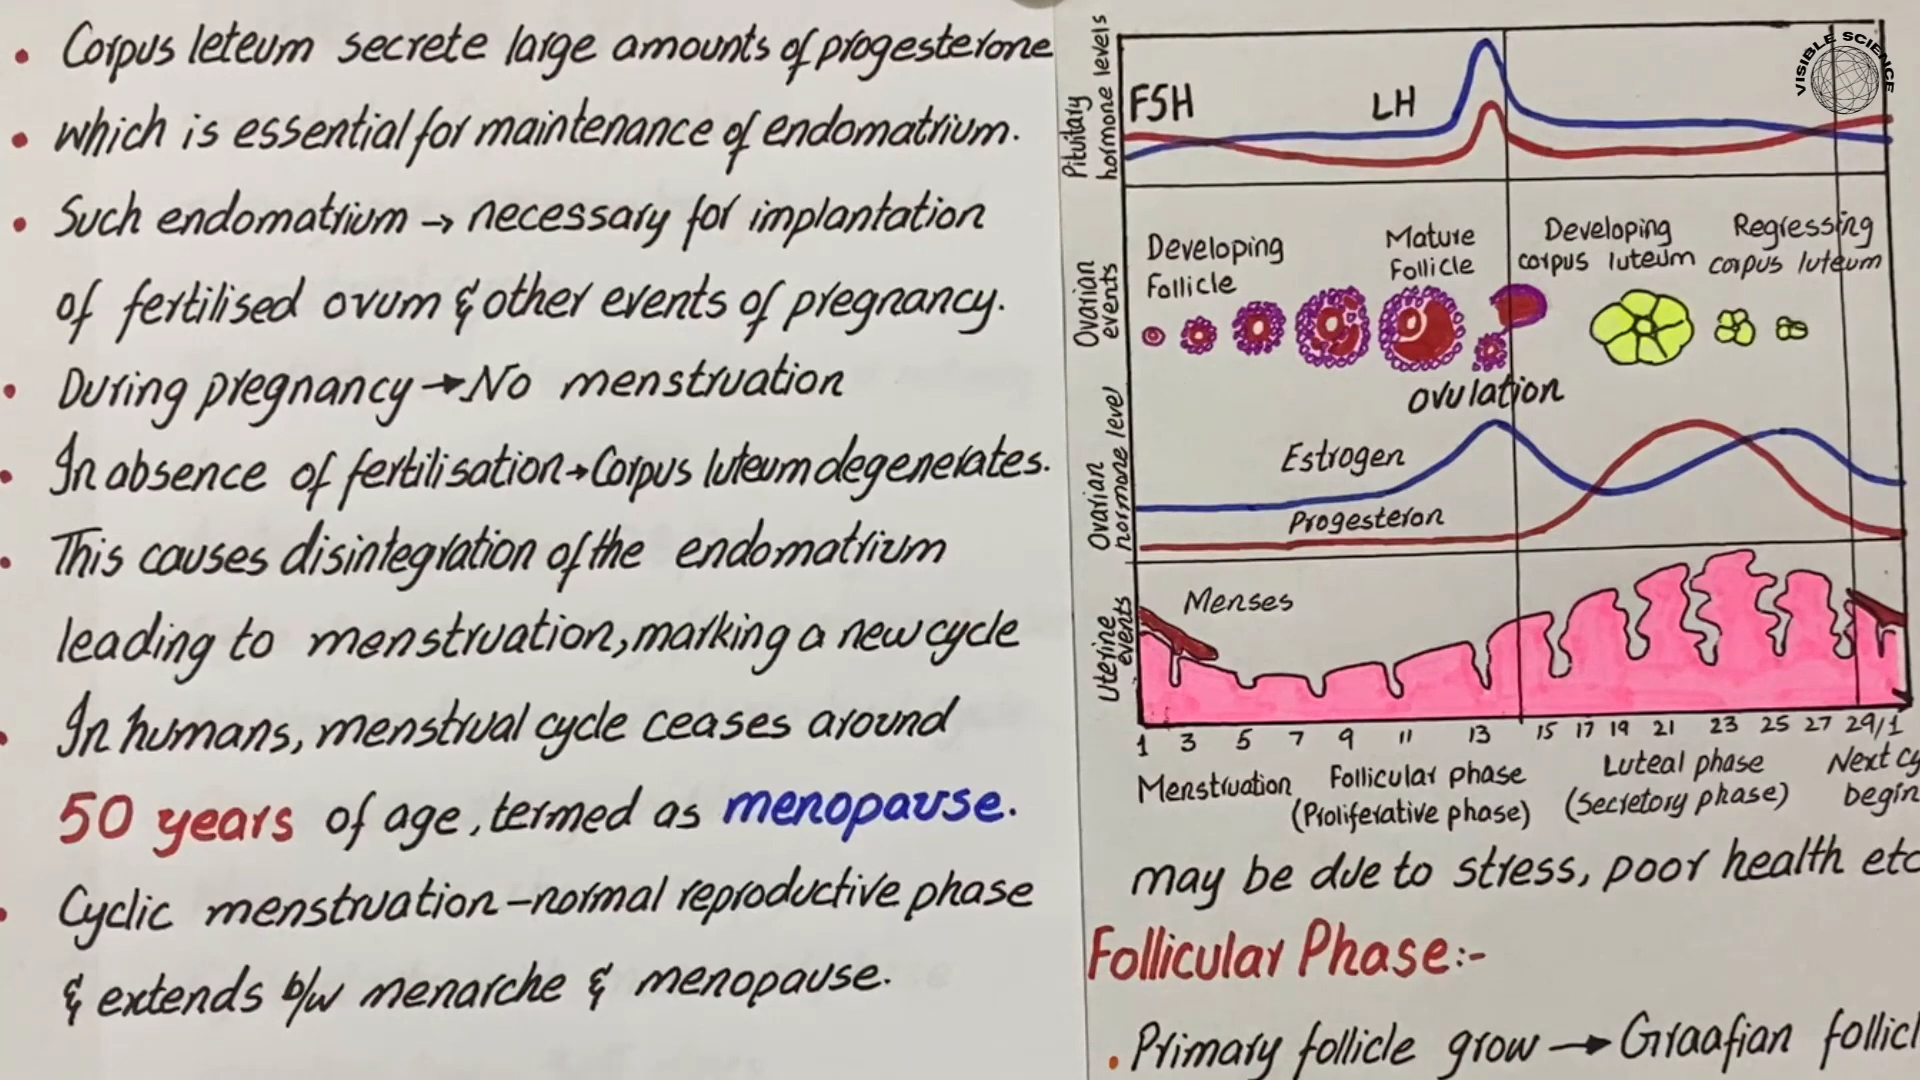 Corpus leteum secrete large amounts of progesterone
which is essential for maintenance of endomatrium.
Such endomatrium → necessary for implantation
of fertilised ovum & other events of pregnancy.
During pregnancy → No menstruation
In absence of fertilisation → Corpus luteum degenerates.
This causes disintegration of the endomatrium
leading to menstruation, marking a new cycle
In humans, menstrual cycle ceases around
50 years of age, termed as menopause.
Cyclic menstruation - normal reproductive phase
& extends b/w menarche & menopause.
VISIBLE SCIENCE
Pituitary
hormone levels
FSH LH
Ovarian
events
Developing
Follicle
Mature
Follicle
Developing
corpus luteum
Regressing
corpus luteum
ovulation
Ovarian
normone level
Estrogen
Progesteron
Uterine
events
Menses
1 3 5 7 9 11 13 15 17 19 21 23 25 27 29/1
Menstruation
Follicular phase
(Proliferative phase)
Luteal phase
(Secretory phase)
Next cy
begin
may be due to stress, poor health etc
Follicular Phase:-
Primary follicle grow → Graafian follicl